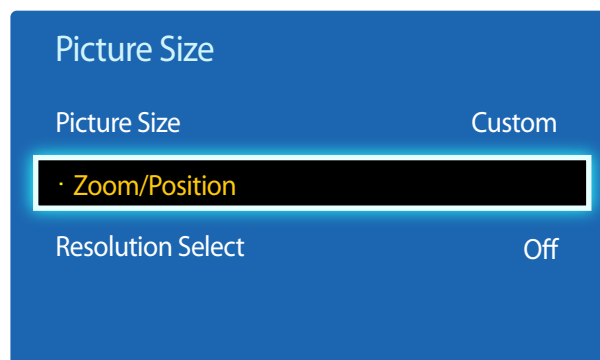 Picture Size
Picture Size Custom
· Zoom/Position
Resolution Select Off